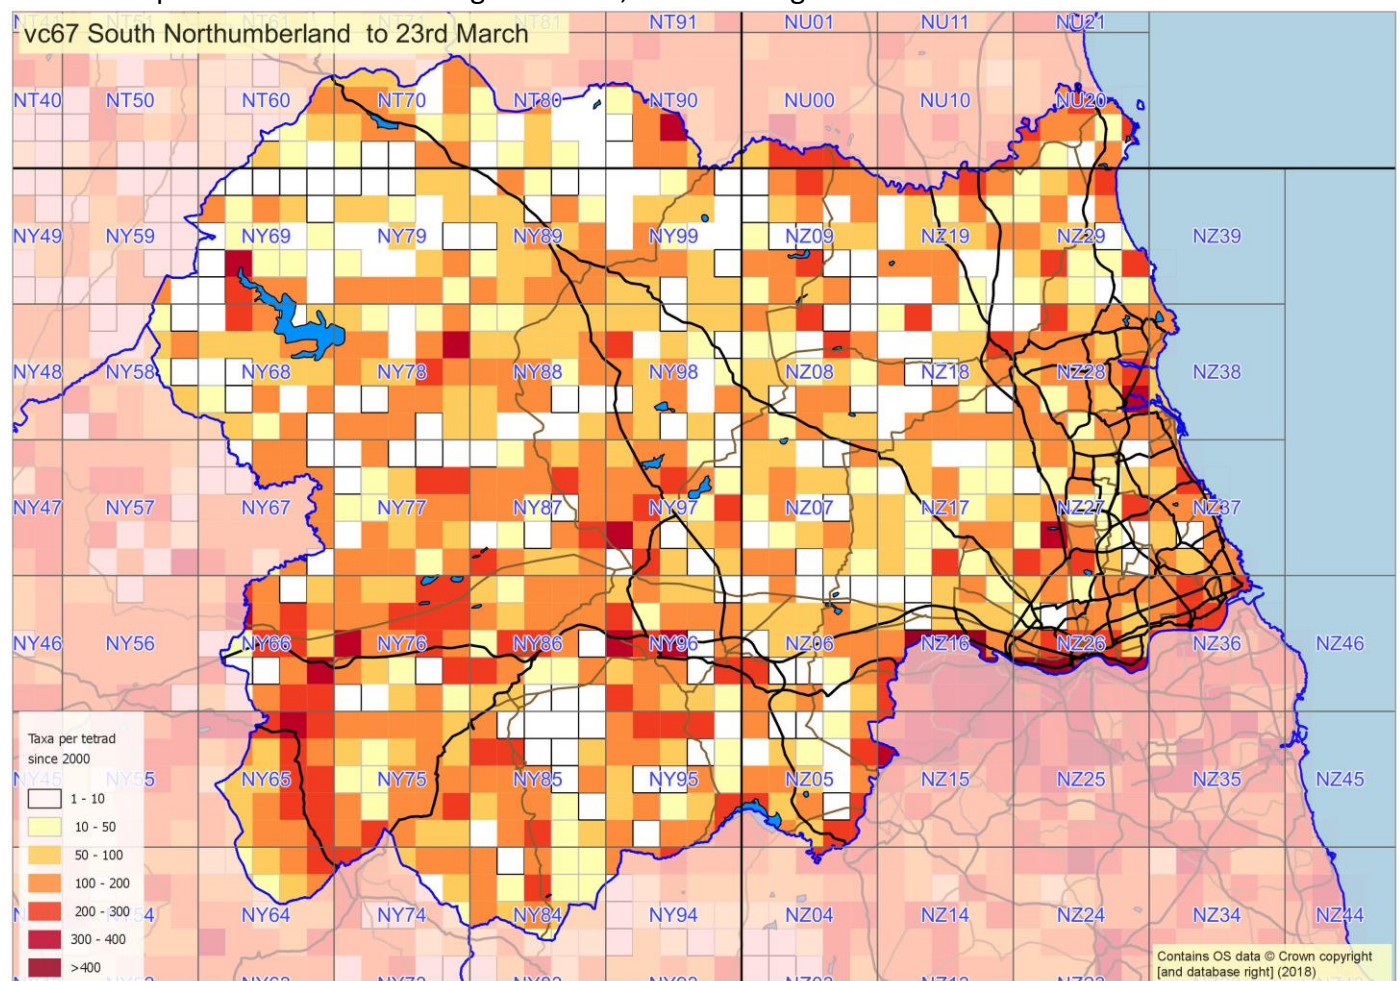 vc67 South Northumberland to 23rd March
NT91 NU01 NU11 NU21
NT40 NT50 NT60 NT70 NT80 NT90 NU00 NU10 NU20
NY49 NY59 NY69 NY79 NY89 NY99 NZ09 NZ19 NZ29 NZ39
NY48 NY58 NY68 NY78 NY88 NY98 NZ08 NZ18 NZ28 NZ38
NY47 NY57 NY67 NY77 NY87 NY97 NZ07 NZ17 NZ27 NZ37
NY46 NY56 NY66 NY76 NY86 NY96 NZ06 NZ16 NZ26 NZ36 NZ46
NY45 NY55 NY65 NY75 NY85 NY95 NZ05 NZ15 NZ25 NZ35 NZ45
NY64 NY74 NY84 NY94 NZ04 NZ14 NZ24 NZ34 NZ44
Taxa per tetrad
since 2000
1 - 10
10 - 50
50 - 100
100 - 200
200 - 300
300 - 400
>400
Contains OS data © Crown copyright
[and database right] (2018)